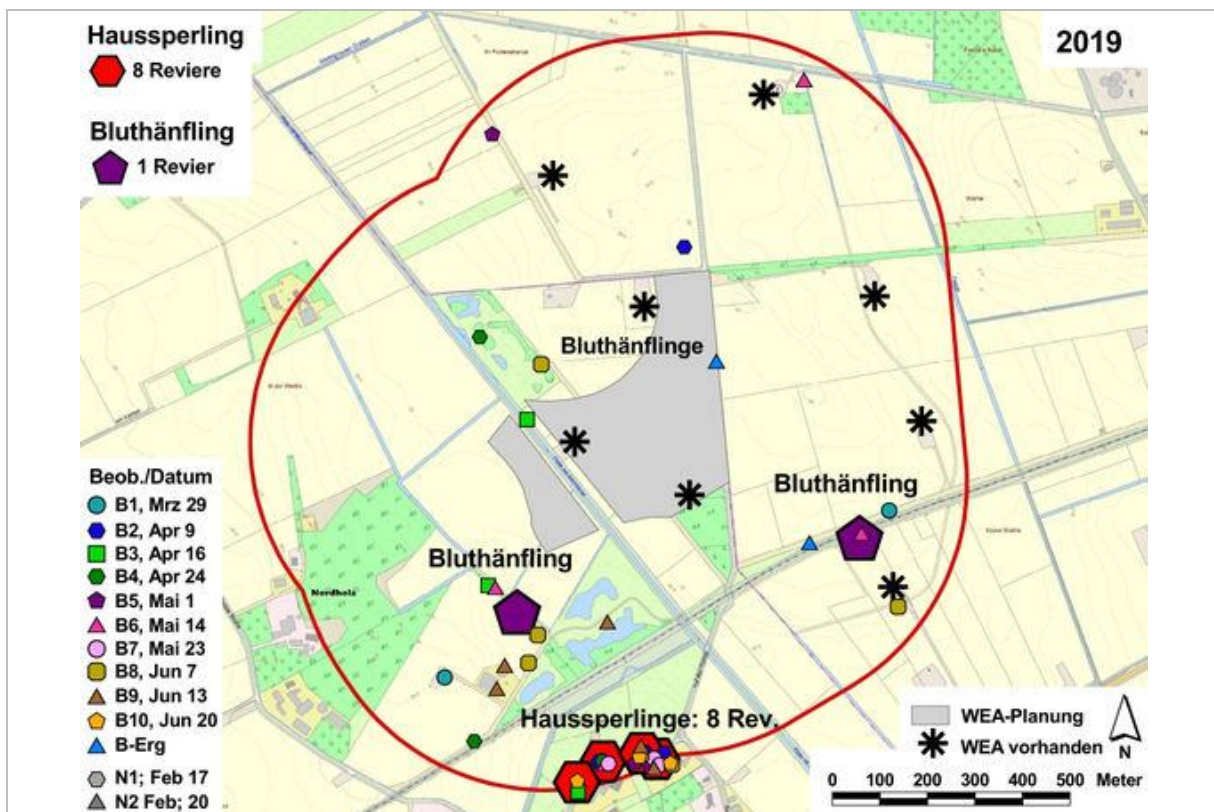 Haussperling
8 Reviere
Bluthänfling
1 Revier
2019
Bluthänflinge
Bluthänfling
Bluthänfling
Nordholz
Haussperlinge: 8 Rev.
Beob./Datum
B1, Mrz 29
B2, Apr 9
B3, Apr 16
B4, Apr 24
B5, Mai 1
B6, Mai 14
B7, Mai 23
B8, Jun 7
B9, Jun 13
B10, Jun 20
B-Erg
N1; Feb 17
N2 Feb; 20
WEA-Planung
WEA vorhanden
N
0 100 200 300 400 500 Meter